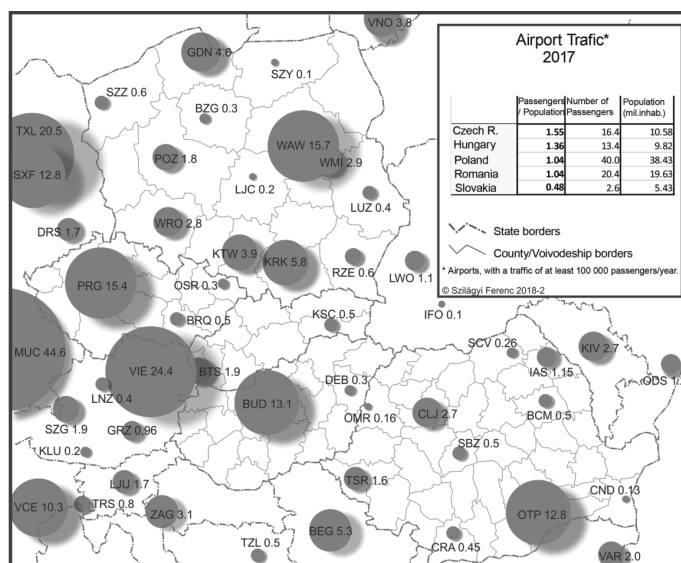 VNO 3.8
GDN 4.6
SZY 0.1
SZZ 0.6
BZG 0.3
TXL 20.5
WAW 15.7
POZ 1.8
WMI 2.9
SXF 12.8
LJC 0.2
LUZ 0.4
WRO 2,8
DRS 1.7
KTW 3.9
KRK 5.8
RZE 0.6
LWO 1.1
PRG 15.4
OSR 0.3
IFO 0.1
BRQ 0.5
KSC 0.5
SCV 0.26
KIV 2.7
MUC 44.6
VIE 24.4
BTS 1.9
IAS 1.15
ODS 1.
LNZ 0.4
DEB 0.3
BUD 13.1
OMR 0.16
CLJ 2.7
BCM 0.5
SZG 1.9
GRZ 0,96
KLU 0.2
SBZ 0.5
LJU 1.7
TSR 1.6
CND 0.13
VCE 10.3
TRS 0.8
ZAG 3.1
OTP 12.8
BEG 5.3
CRA 0.45
TZL 0.5
VAR 2.0
Airport Trafic*
2017
Passengers / Population Number of Passengers Population (mil.inhab.)
Czech R. 1.55 16.4 10.58
Hungary 1.36 13.4 9.82
Poland 1.04 40.0 38.43
Romania 1.04 20.4 19.63
Slovakia 0.48 2.6 5.43
State borders
County/Voivodeship borders
* Airports, with a traffic of at least 100 000 passengers/year.
© Szilágyi Ferenc 2018-2